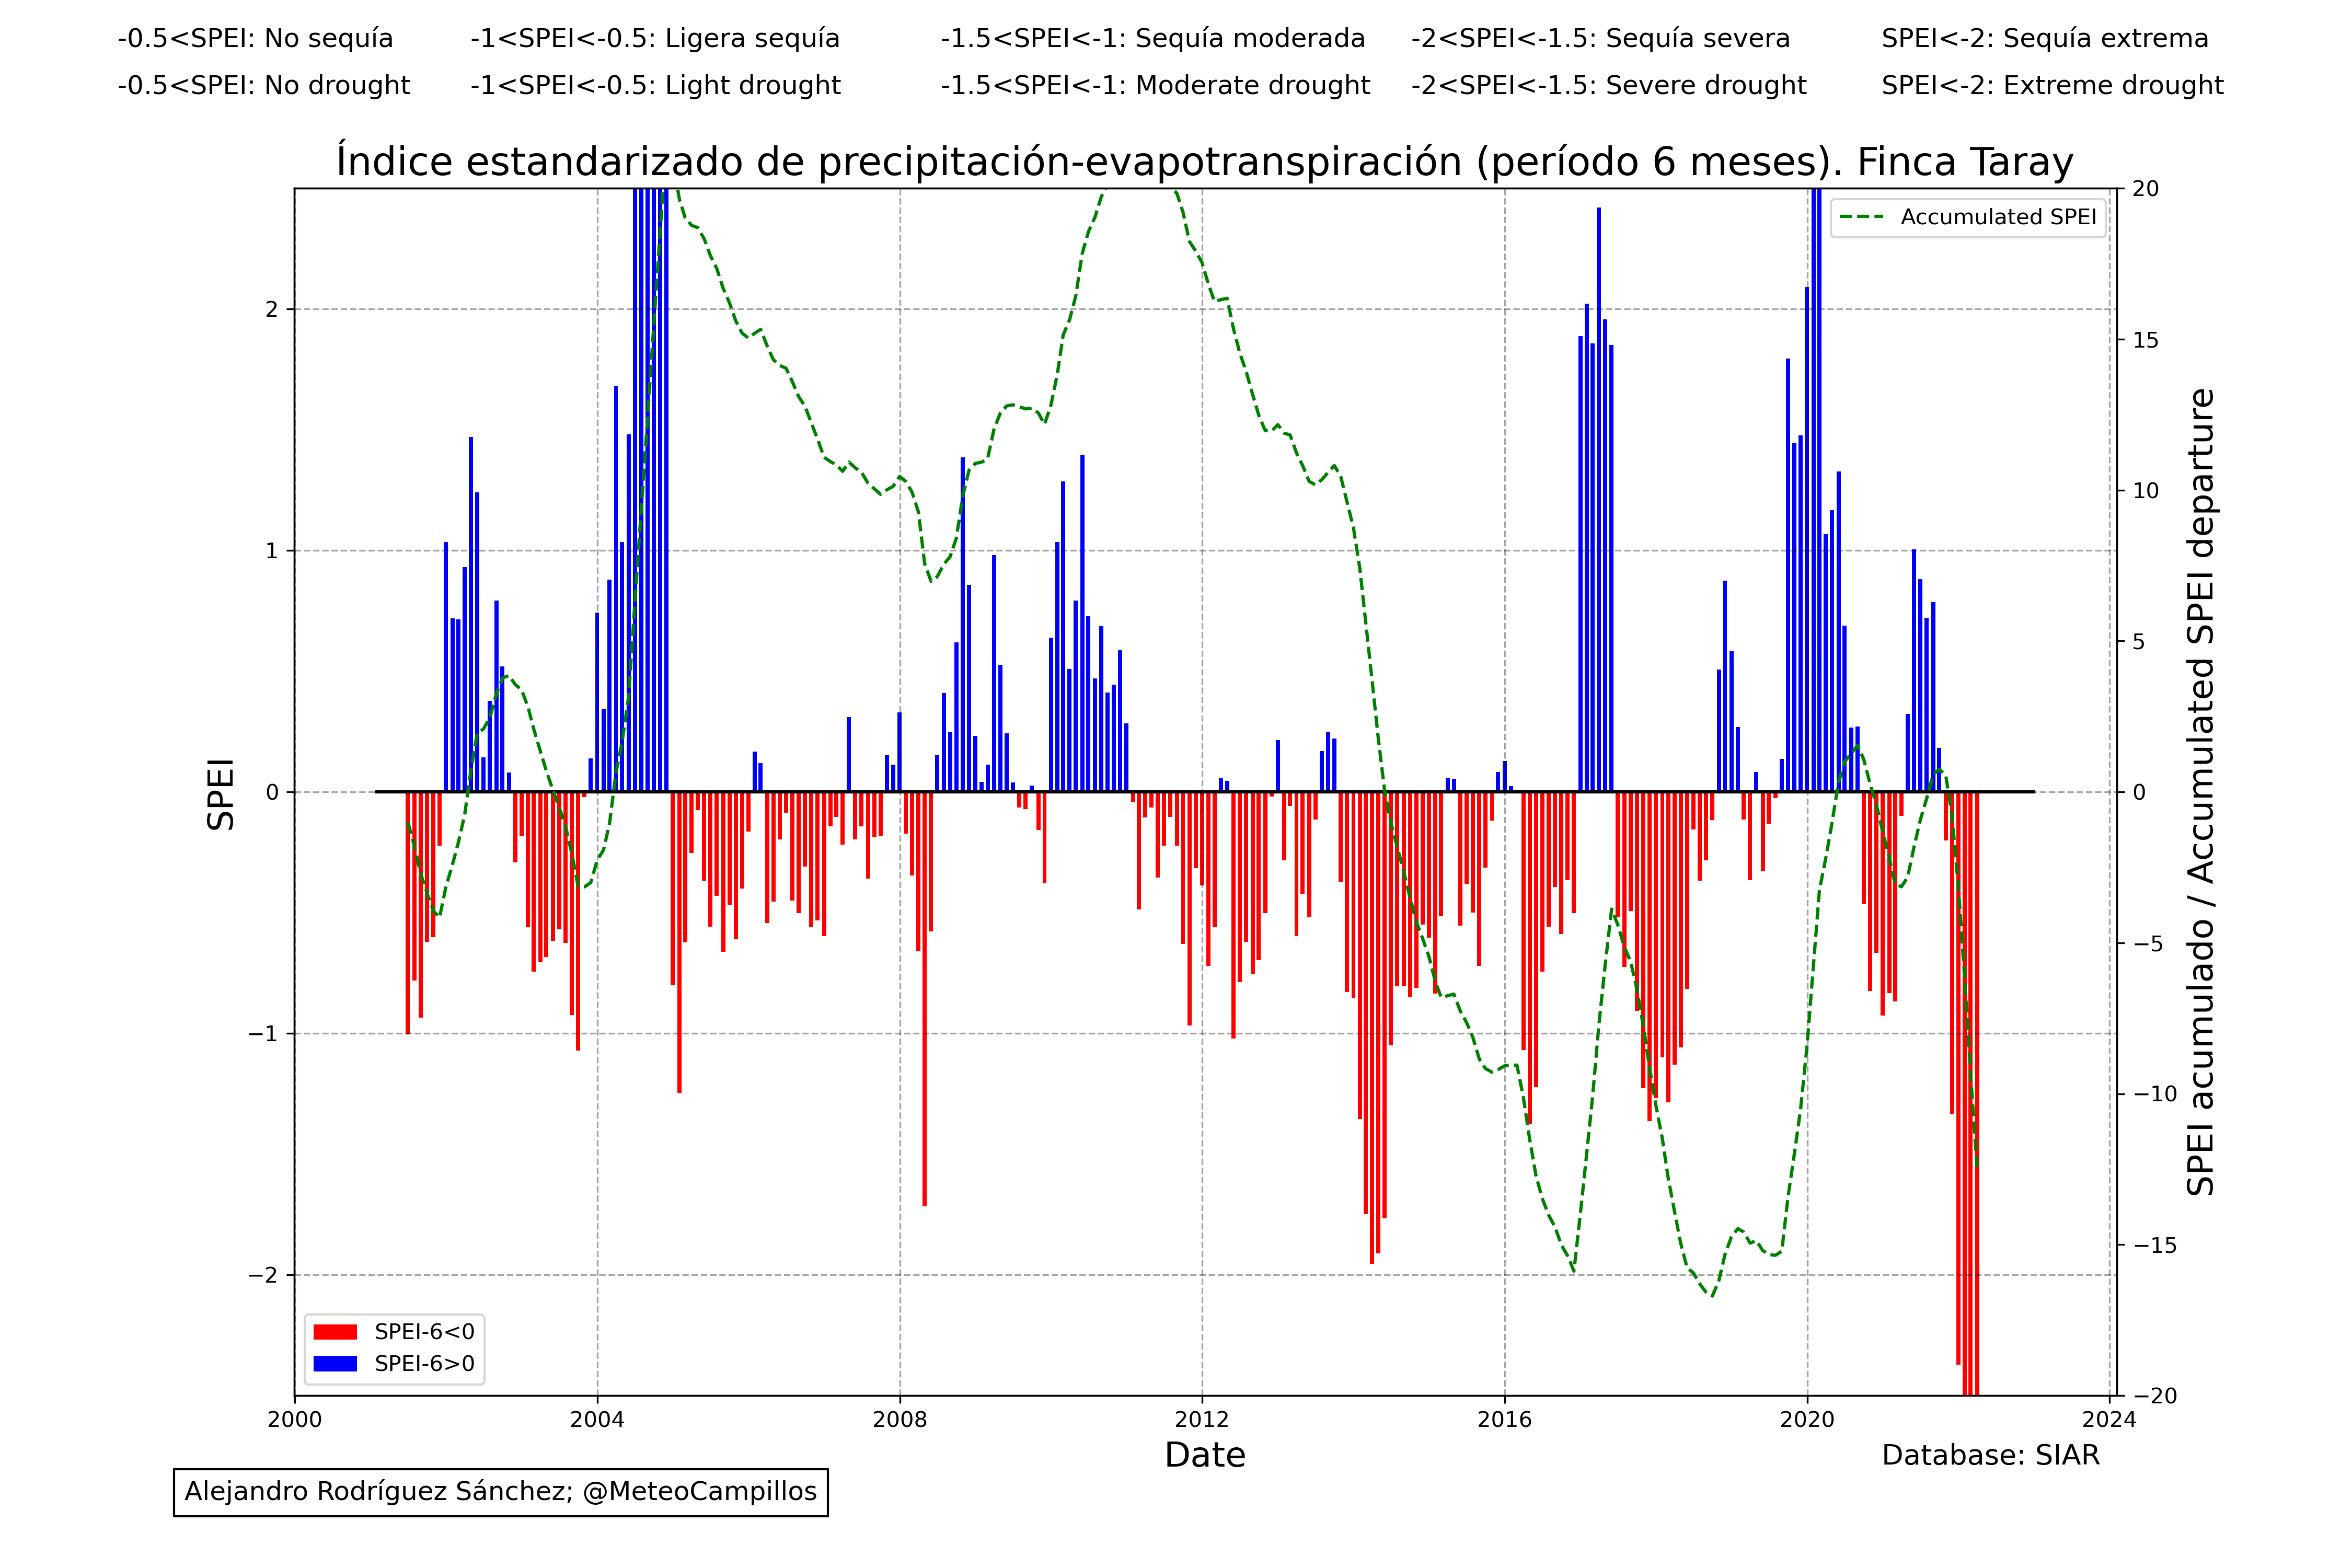 -0.5<SPEI: No sequía -1<SPEI<-0.5: Ligera sequía -1.5<SPEI<-1: Sequía moderada -2<SPEI<-1.5: Sequía severa SPEI<-2: Sequía extrema
-0.5<SPEI: No drought -1<SPEI<-0.5: Light drought -1.5<SPEI<-1: Moderate drought -2<SPEI<-1.5: Severe drought SPEI<-2: Extreme drought
Índice estandarizado de precipitación-evapotranspiración (período 6 meses). Finca Taray
Accumulated SPEI
SPEI
2
1
0
−1
−2
20
15
10
5
0
−5
−10
−15
−20
SPEI acumulado / Accumulated SPEI departure
SPEI-6<0
SPEI-6>0
2000 2004 2008 2012 2016 2020 2024
Date
Database: SIAR
Alejandro Rodríguez Sánchez; @MeteoCampillos